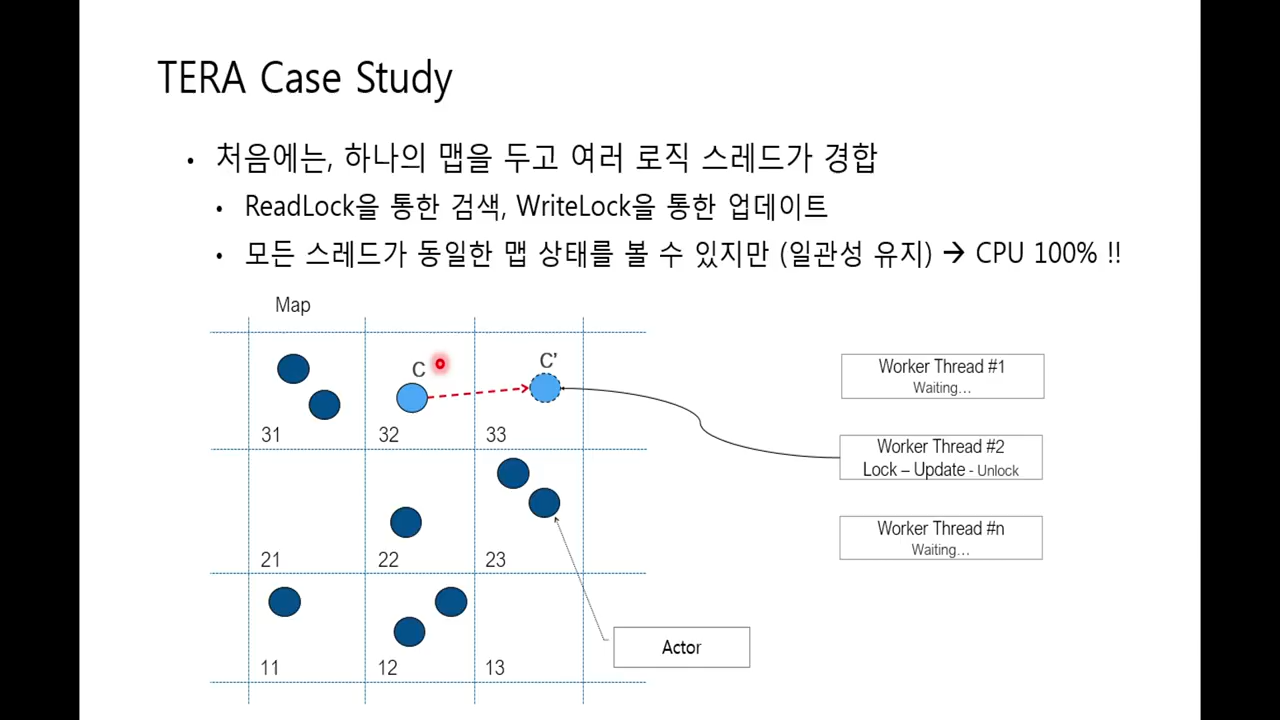 TERA Case Study
• 처음에는, 하나의 맵을 두고 여러 로직 스레드가 경합
• ReadLock을 통한 검색, WriteLock을 통한 업데이트
• 모든 스레드가 동일한 맵 상태를 볼 수 있지만 (일관성 유지) → CPU 100% !!
Map
C
C'
31
32
33
21
22
23
11
12
13
Worker Thread #1
Waiting…
Worker Thread #2
Lock – Update - Unlock
Worker Thread #n
Waiting…
Actor